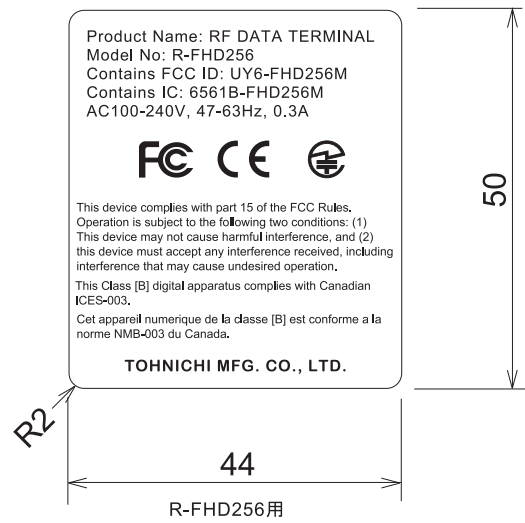 Product Name: RF DATA TERMINAL
Model No: R-FHD256
Contains FCC ID: UY6-FHD256M
Contains IC: 6561B-FHD256M
AC100-240V, 47-63Hz, 0.3A
FC CE
This device complies with part 15 of the FCC Rules.
Operation is subject to the following two conditions: (1)
This device may not cause harmful interference, and (2)
this device must accept any interference received, including
interference that may cause undesired operation.
This Class [B] digital apparatus complies with Canadian
ICES-003.
Cet appareil numerique de la classe [B] est conforme a la
norme NMB-003 du Canada.
TOHNICHI MFG. CO., LTD.
50
R2
44
R-FHD256用